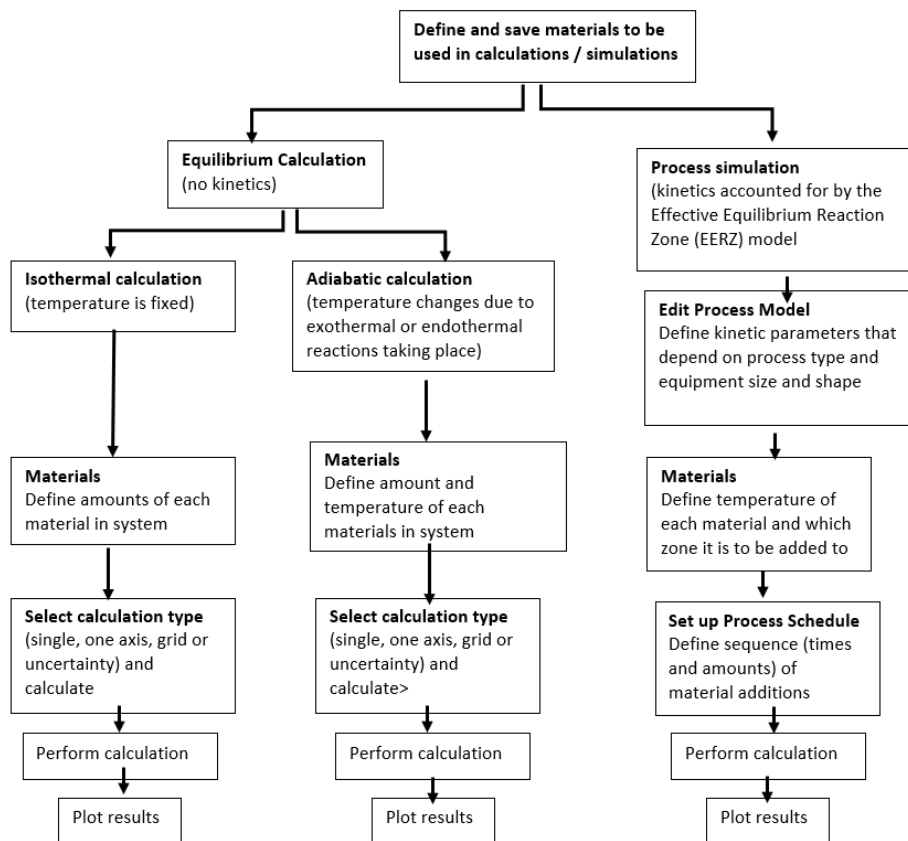 Define and save materials to be
used in calculations / simulations
Equilibrium Calculation
(no kinetics)
Process simulation
(kinetics accounted for by the
Effective Equilibrium Reaction
Zone (EERZ) model
Isothermal calculation
(temperature is fixed)
Adiabatic calculation
(temperature changes due to
exothermal or endothermal
reactions taking place)
Edit Process Model
Define kinetic parameters that
depend on process type and
equipment size and shape
Materials
Define amounts of each
material in system
Materials
Define amount and
temperature of each
materials in system
Materials
Define temperature of
each material and which
zone it is to be added to
Select calculation type
(single, one axis, grid or
uncertainty) and
calculate
Select calculation type
(single, one axis, grid or
uncertainty) and
calculate>
Set up Process Schedule
Define sequence (times
and amounts) of
material additions
Perform calculation
Perform calculation
Perform calculation
Plot results
Plot results
Plot results